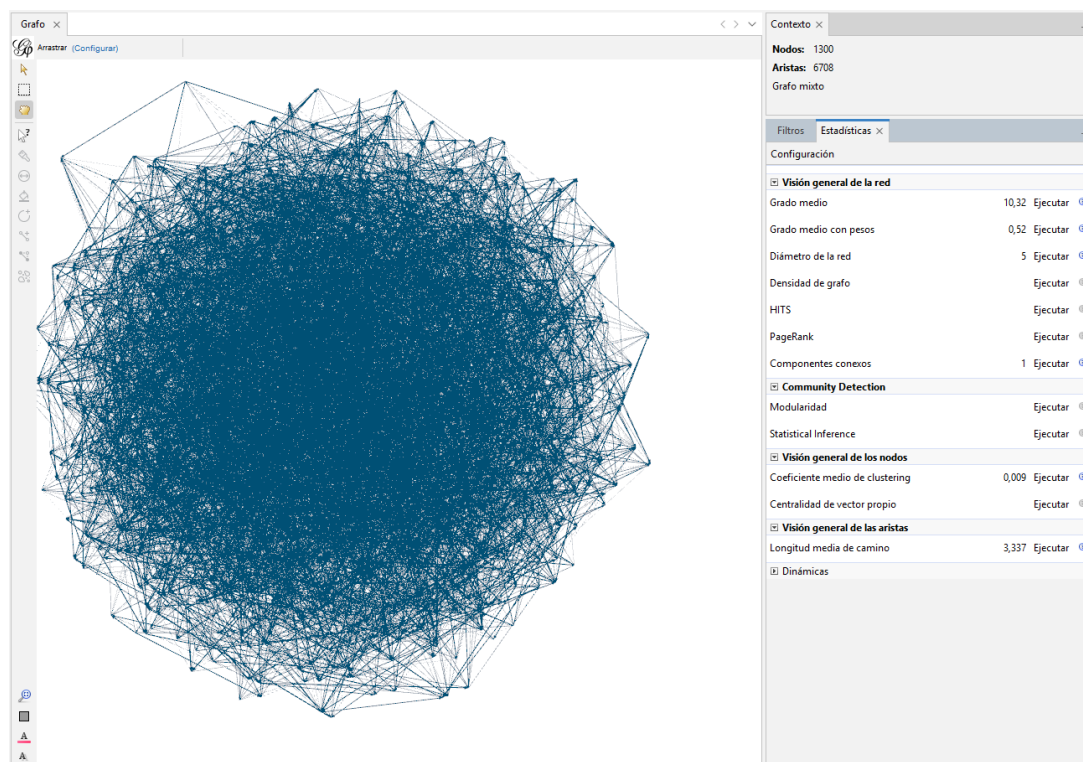 Grafo
Arrastrar (Configurar)
Contexto
Nodos: 1300
Aristas: 6708
Grafo mixto
Filtros Estadísticas
Configuración
Visión general de la red
Grado medio 10,32 Ejecutar
Grado medio con pesos 0,52 Ejecutar
Diámetro de la red 5 Ejecutar
Densidad de grafo Ejecutar
HITS Ejecutar
PageRank Ejecutar
Componentes conexos 1 Ejecutar
Community Detection
Modularidad Ejecutar
Statistical Inference Ejecutar
Visión general de los nodos
Coeficiente medio de clustering 0,009 Ejecutar
Centralidad de vector propio Ejecutar
Visión general de las aristas
Longitud media de camino 3,337 Ejecutar
Dinámicas
A
A